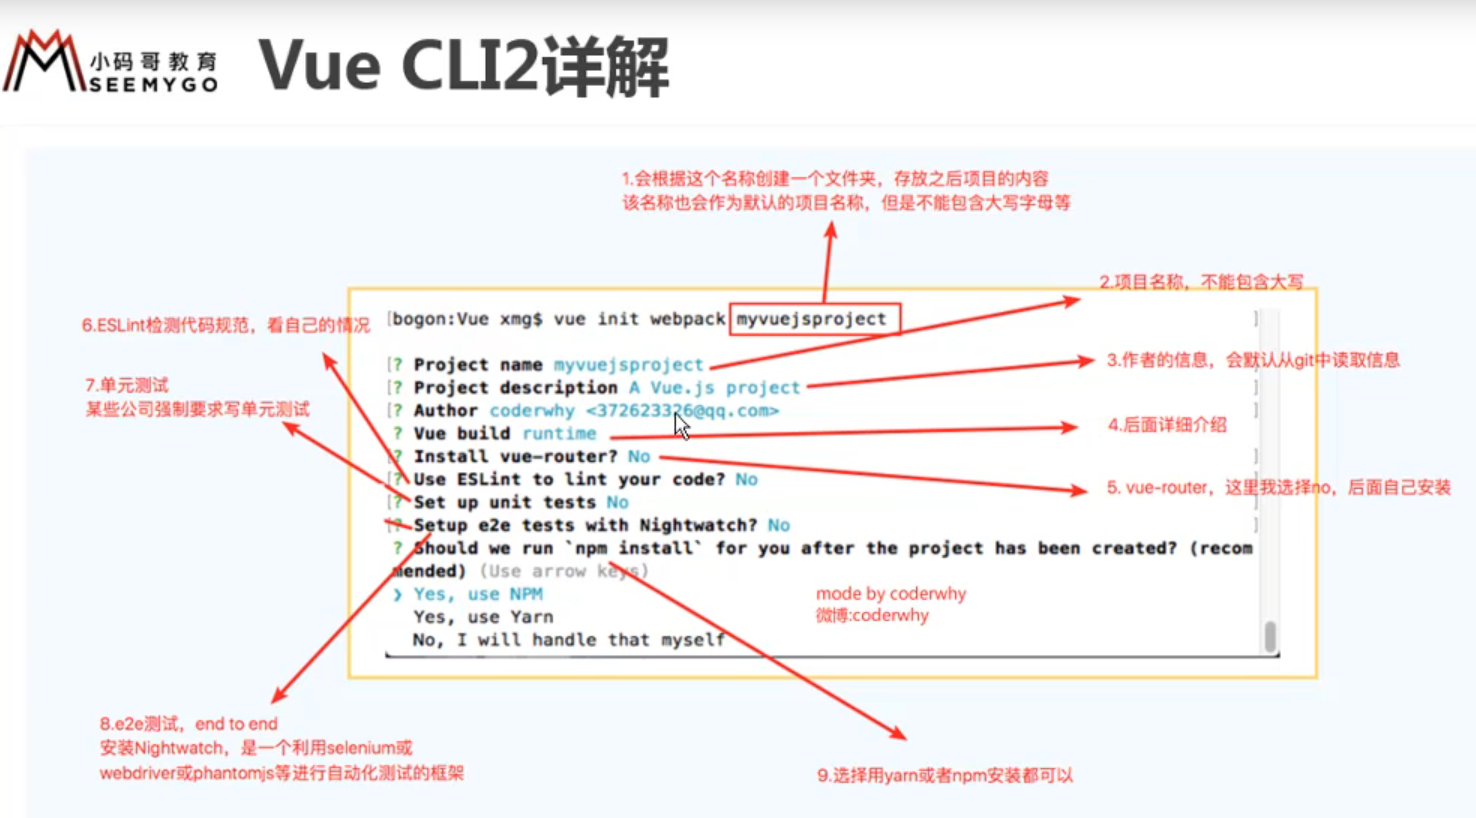 小码哥教育
SEEMYGO
Vue CLI2详解
1.会根据这个名称创建一个文件夹，存放之后项目的内容
该名称也会作为默认的项目名称，但是不能包含大写字母等
2.项目名称，不能包含大写
6.ESLint检测代码规范，看自己的情况
[bogon:Vue xmg$ vue init webpack myvuejsproject ]
3.作者的信息，会默认从git中读取信息
7.单元测试
某些公司强制要求写单元测试
[? Project name myvuejsproject ]
[? Project description A Vue.js project ]
[? Author coderwhy <372623326@qq.com> ]
? Vue build runtime
4.后面详细介绍
[? Install vue-router? No ]
[? Use ESLint to lint your code? No ]
5. vue-router，这里我选择no，后面自己安装
[? Set up unit tests No ]
[? Setup e2e tests with Nightwatch? No ]
? Should we run `npm install` for you after the project has been created? (recom
mended) (Use arrow keys)
❯ Yes, use NPM
Yes, use Yarn
No, I will handle that myself
mode by coderwhy
微博:coderwhy
8.e2e测试，end to end
安装Nightwatch，是一个利用selenium或
webdriver或phantomjs等进行自动化测试的框架
9.选择用yarn或者npm安装都可以